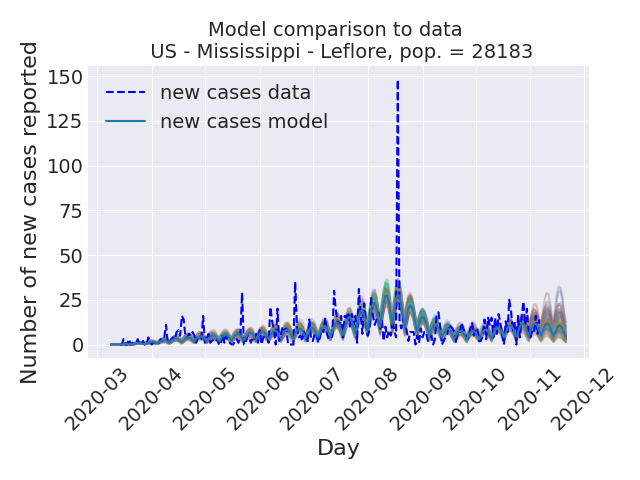 Model comparison to data
US - Mississippi - Leflore, pop. = 28183
Number of new cases reported
150
125
100
75
50
25
0
new cases data
new cases model
2020-03
2020-04
2020-05
2020-06
2020-07
2020-08
2020-09
2020-10
2020-11
2020-12
Day